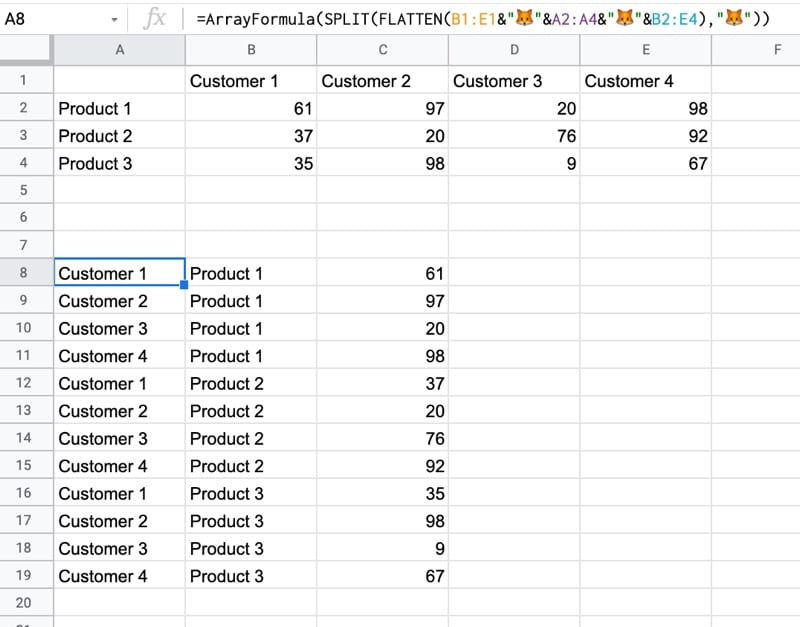 A8 fx =ArrayFormula(SPLIT(FLATTEN(B1:E1&"🦊"&A2:A4&"🦊"&B2:E4),"🦊"))
A B C D E F
1 Customer 1 Customer 2 Customer 3 Customer 4
2 Product 1 61 97 20 98
3 Product 2 37 20 76 92
4 Product 3 35 98 9 67
5
6
7
8 Customer 1 Product 1 61
9 Customer 2 Product 1 97
10 Customer 3 Product 1 20
11 Customer 4 Product 1 98
12 Customer 1 Product 2 37
13 Customer 2 Product 2 20
14 Customer 3 Product 2 76
15 Customer 4 Product 2 92
16 Customer 1 Product 3 35
17 Customer 2 Product 3 98
18 Customer 3 Product 3 9
19 Customer 4 Product 3 67
20